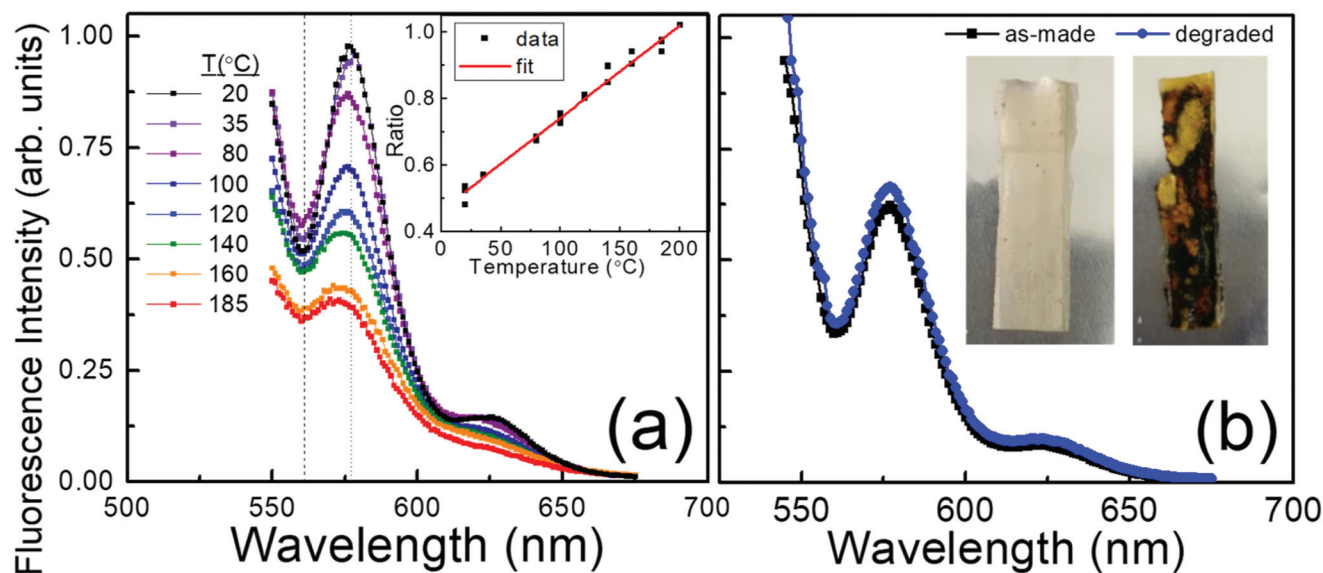 Fluorescence Intensity (arb. units)
1.00
0.75
0.50
0.25
0.00
T(°C)
20
35
80
100
120
140
160
185
1.0
0.8
0.6
0.4
Ratio
data
fit
0 50 100 150 200
Temperature (°C)
(a)
500 550 600 650 700
Wavelength (nm)
as-made degraded
(b)
550 600 650 700
Wavelength (nm)